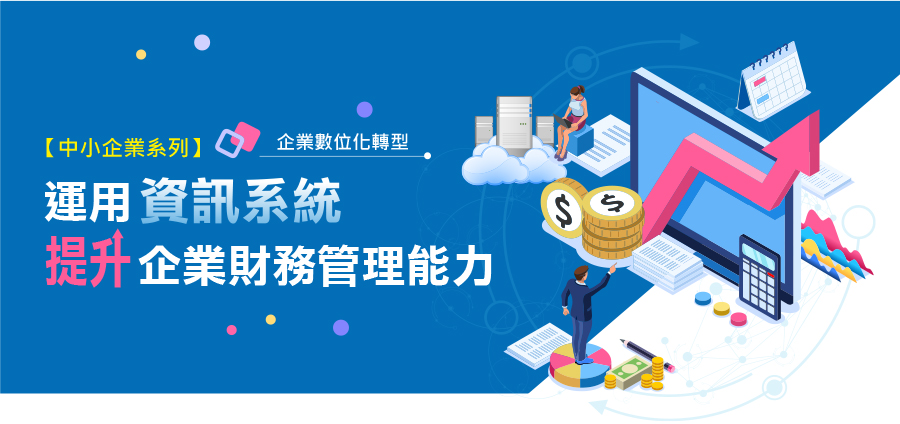 【中小企業系列】
企業數位化轉型
運用資訊系統
提升企業財務管理能力